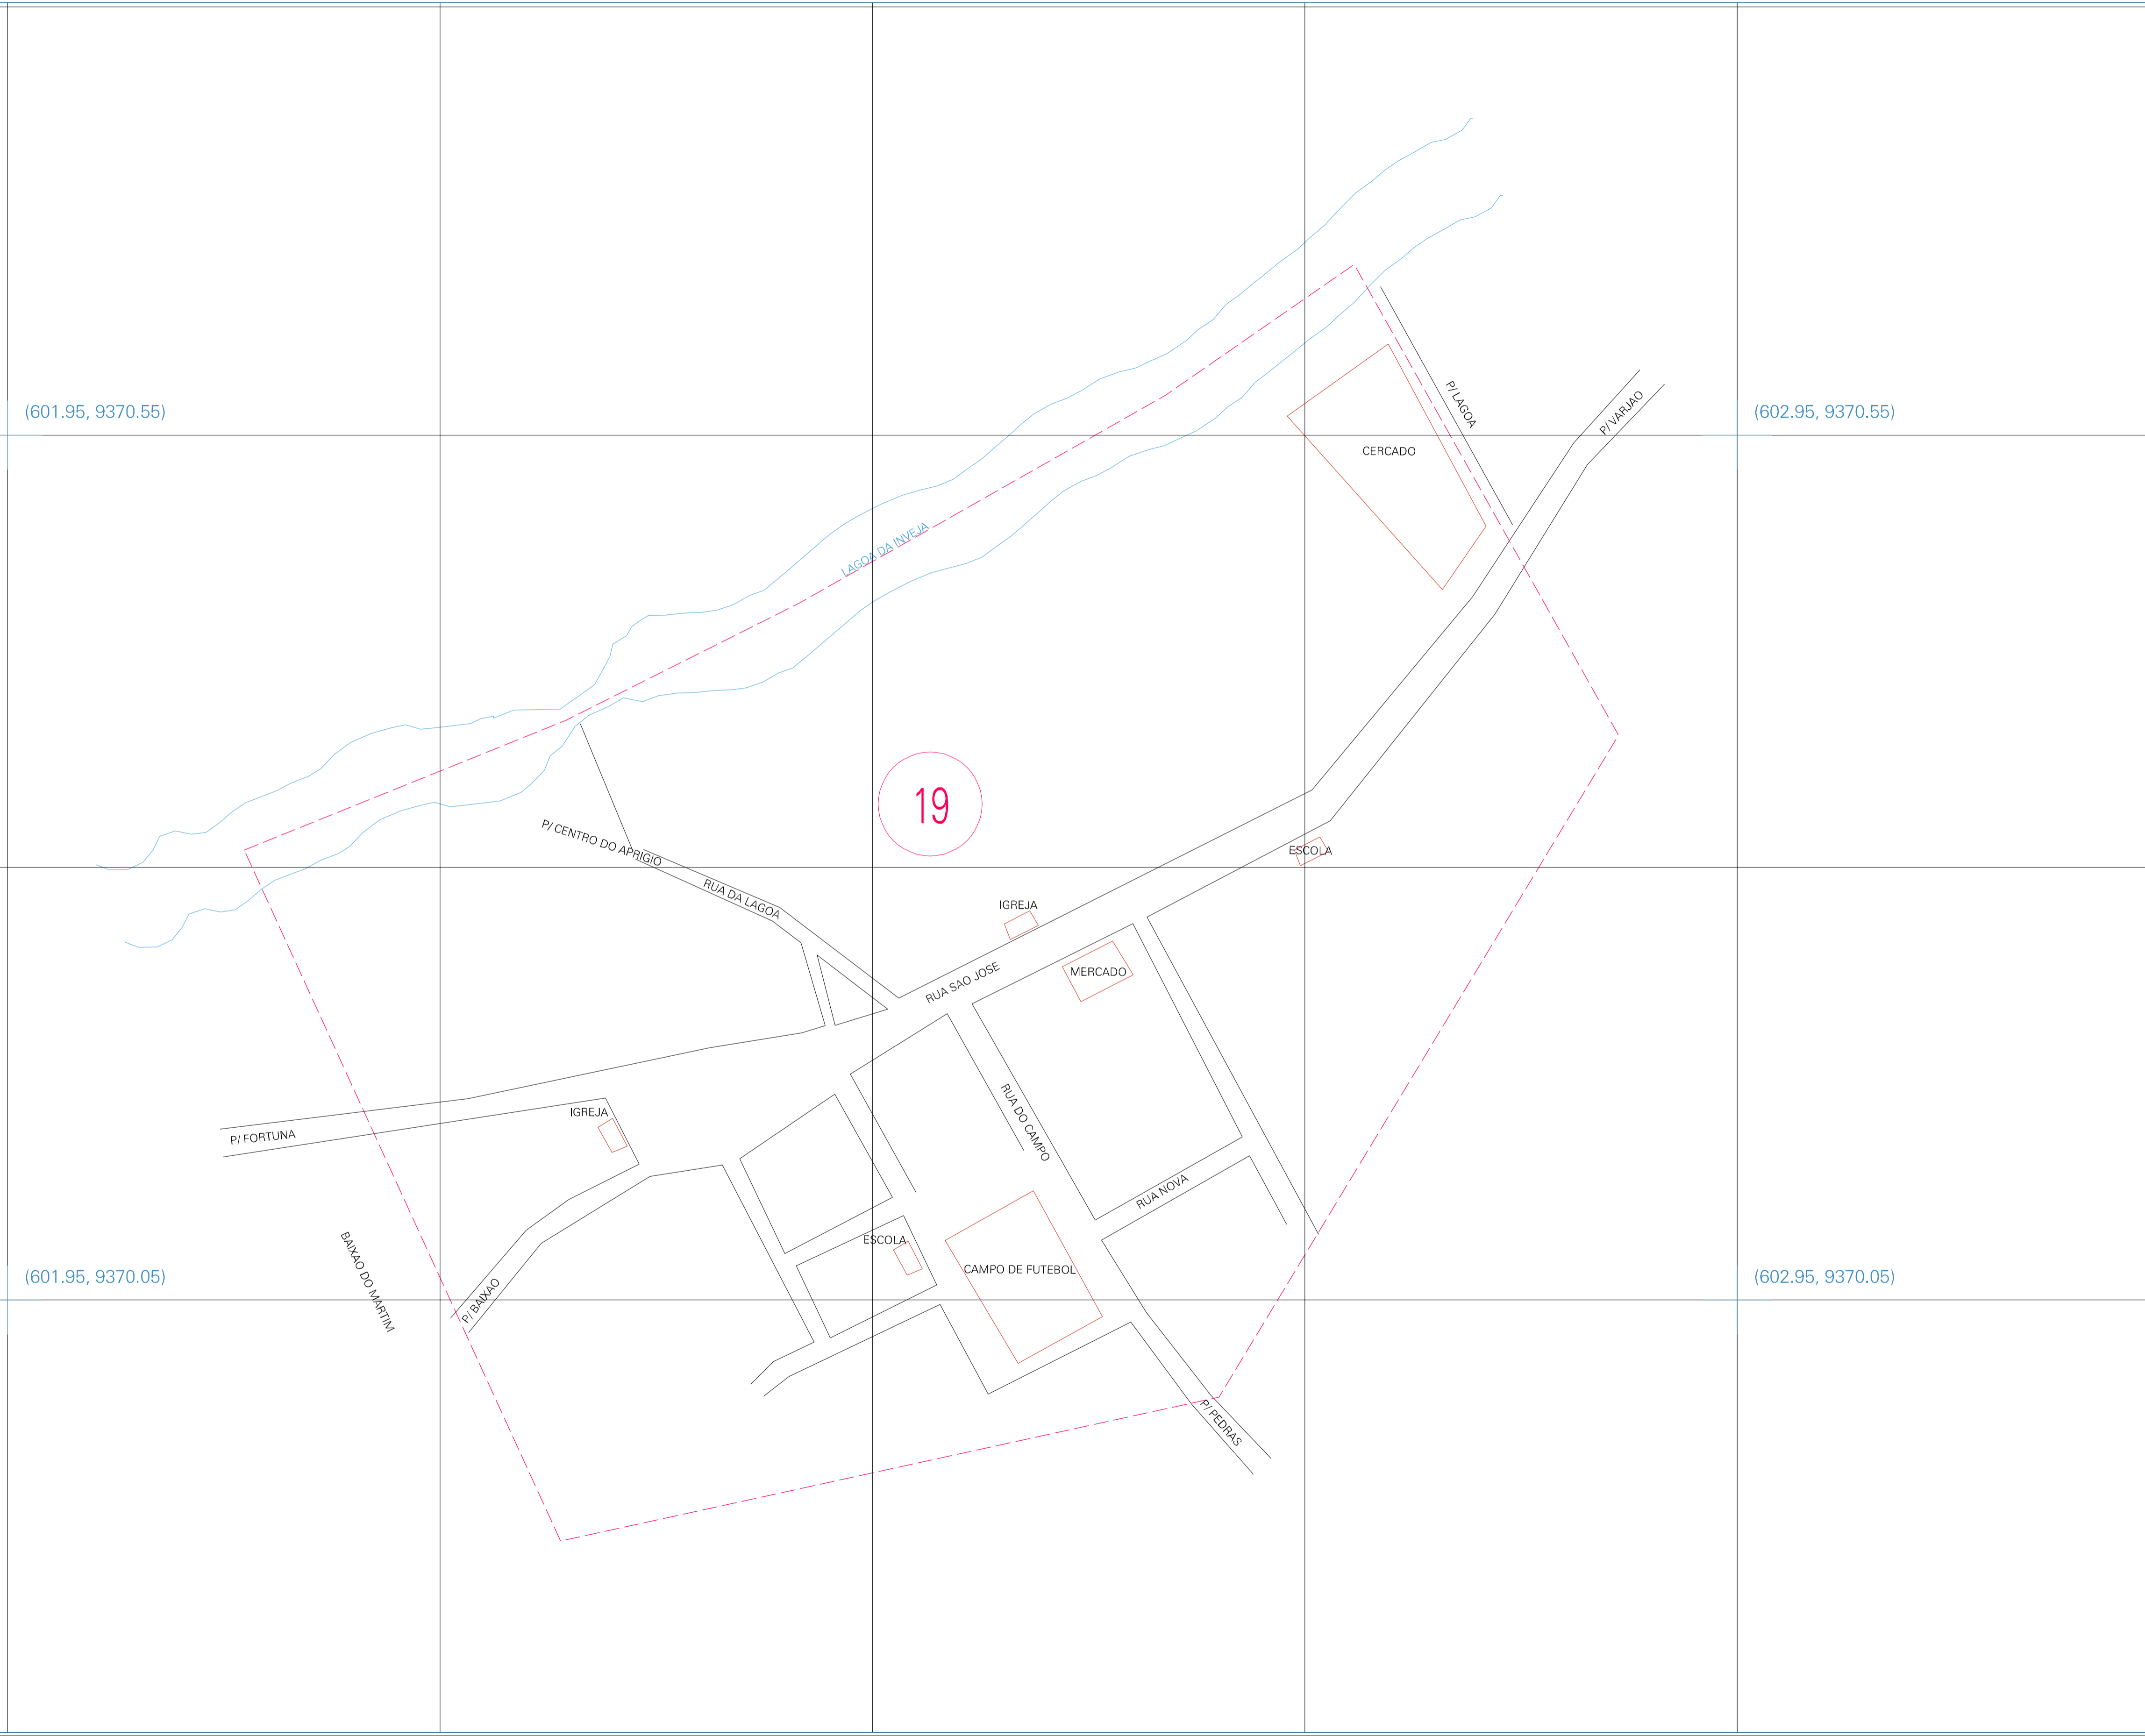 (601.95, 9370.55)
(602.95, 9370.55)
P/ LAGOA
P/ VARJAO
CERCADO
LAGOA DA INVEJA
19
P/ CENTRO DO APRIGIO
ESCOLA
RUA DA LAGOA
IGREJA
MERCADO
RUA SAO JOSE
IGREJA
P/ FORTUNA
RUA DO CAMPO
RUA NOVA
ESCOLA
CAMPO DE FUTEBOL
BAIXAO DO MARTIM
P/ BAIXAO
(601.95, 9370.05)
(602.95, 9370.05)
P/ PEDRAS